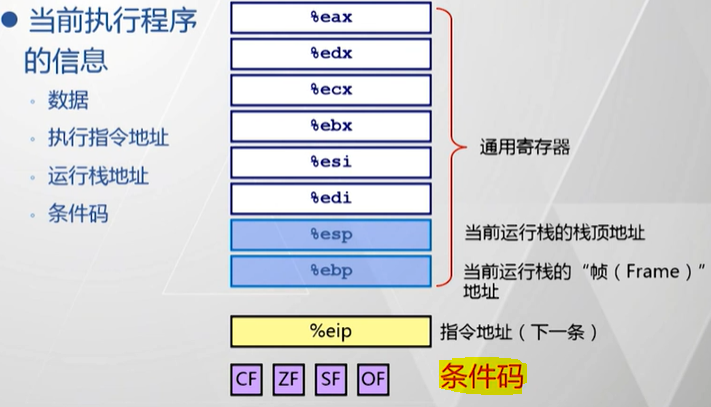 当前执行程序
的信息
数据
执行指令地址
运行栈地址
条件码
%eax
%edx
%ecx
%ebx
%esi
%edi
%esp
%ebp
通用寄存器
当前运行栈的栈顶地址
当前运行栈的“帧（Frame）”
地址
%eip
指令地址（下一条）
CF ZF SF OF
条件码